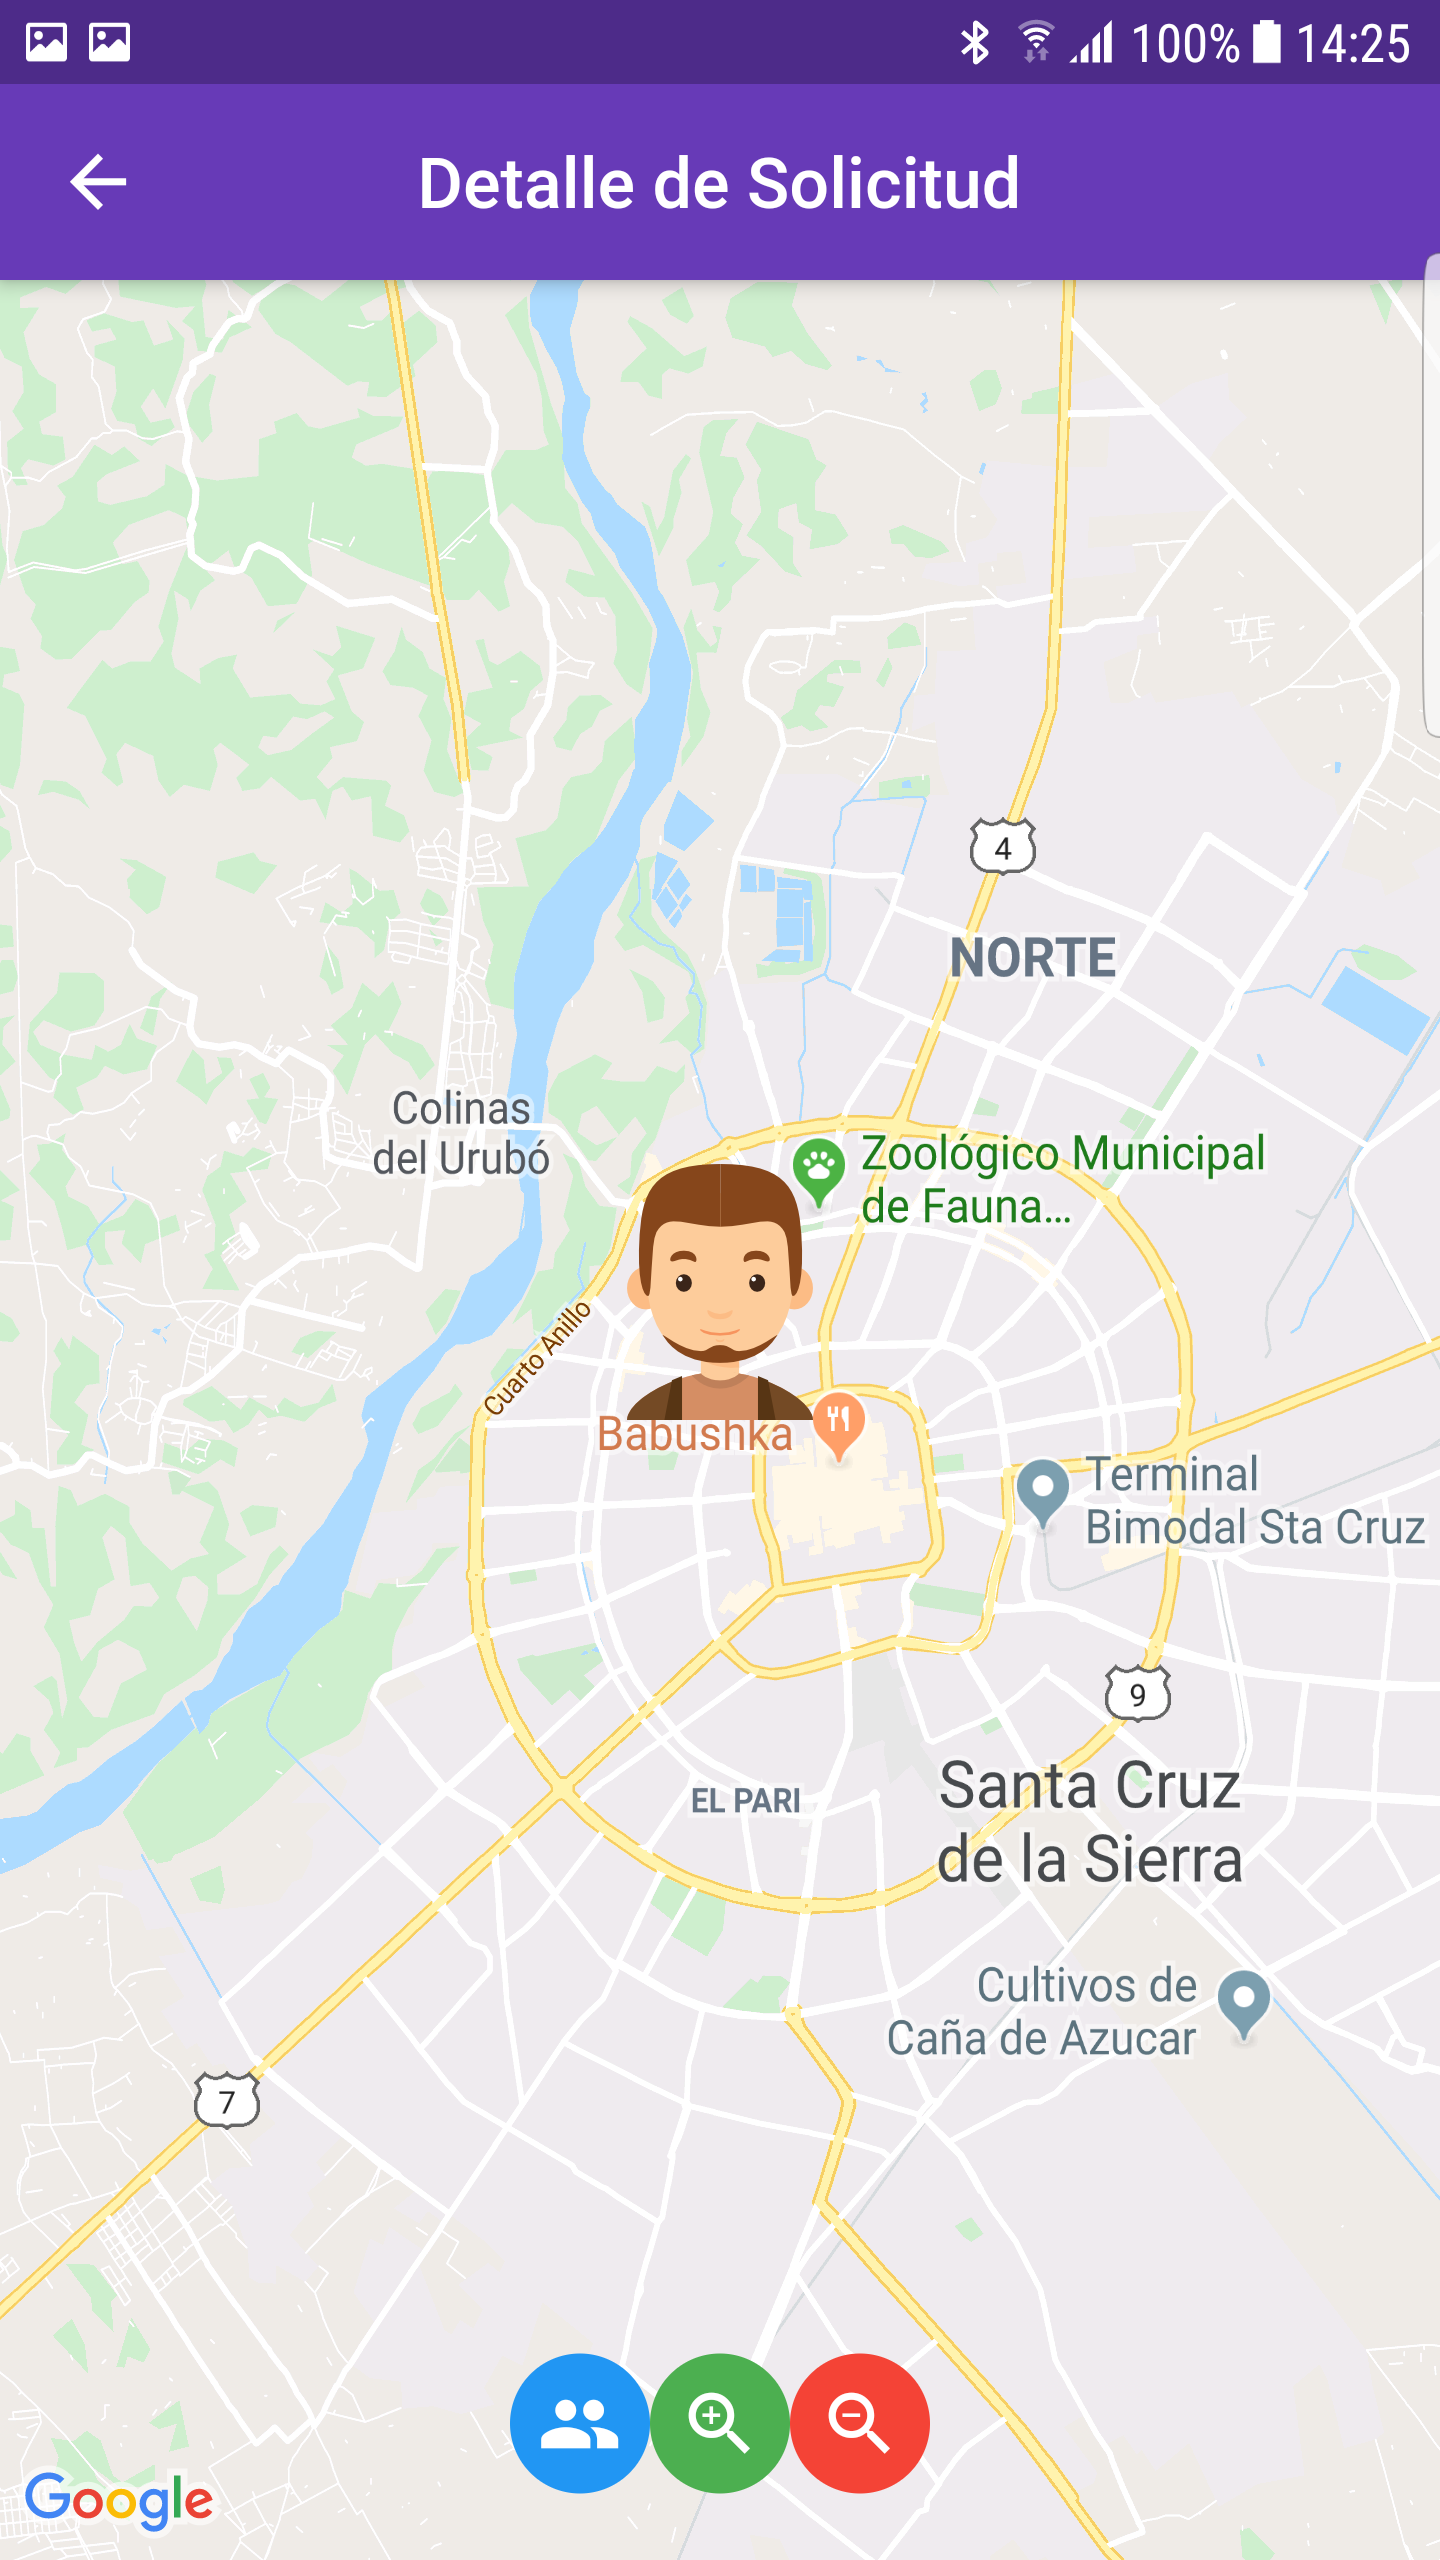 100% 14:25
Detalle de Solicitud
4
NORTE
Colinas
del Urubó
Zoológico Municipal
de Fauna...
Cuarto Anillo
Babushka
Terminal
Bimodal Sta Cruz
9
Santa Cruz
de la Sierra
EL PARI
Cultivos de
Caña de Azucar
7
Google